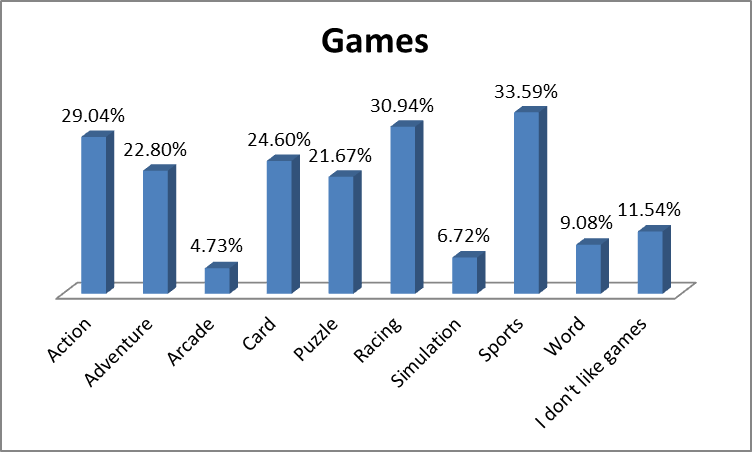 Games
29.04%
22.80%
4.73%
24.60%
21.67%
30.94%
6.72%
33.59%
9.08%
11.54%
Action
Adventure
Arcade
Card
Puzzle
Racing
Simulation
Sports
Word
I don't like games